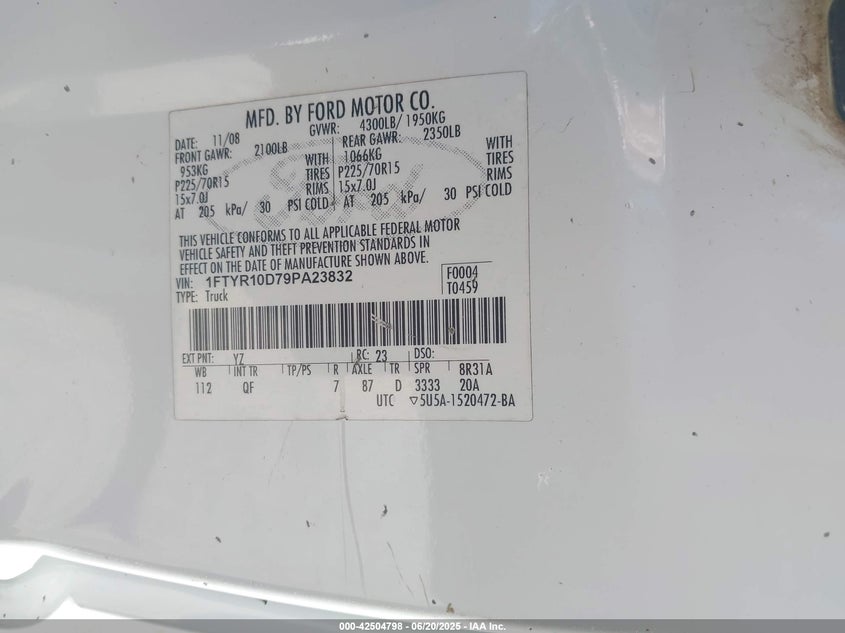 MFD. BY FORD MOTOR CO.
DATE: 11/08 GVWR: 4300LB/ 1950KG
FRONT GAWR: 2100LB REAR GAWR: 2350LB
953KG WITH 1066KG WITH
P225/70R15 TIRES P225/70R15 TIRES
15x7.0J RIMS 15x7.0J RIMS
AT 205 kPa/ 30 PSI COLD AT 205 kPa/ 30 PSI COLD
THIS VEHICLE CONFORMS TO ALL APPLICABLE FEDERAL MOTOR
VEHICLE SAFETY AND THEFT PREVENTION STANDARDS IN
EFFECT ON THE DATE OF MANUFACTURE SHOWN ABOVE.
VIN: 1FTYR10D79PA23832 F0004
TYPE: Truck T0459
EXT PNT: YZ RC: 23 DSO:
WB INT TR TP/PS R AXLE TR SPR 8R31A
112 QF 7 87 D 3333 20A
UTC ▽5U5A-1520472-BA
Ford
000-42504798 - 06/20/2025 - IAA Inc.